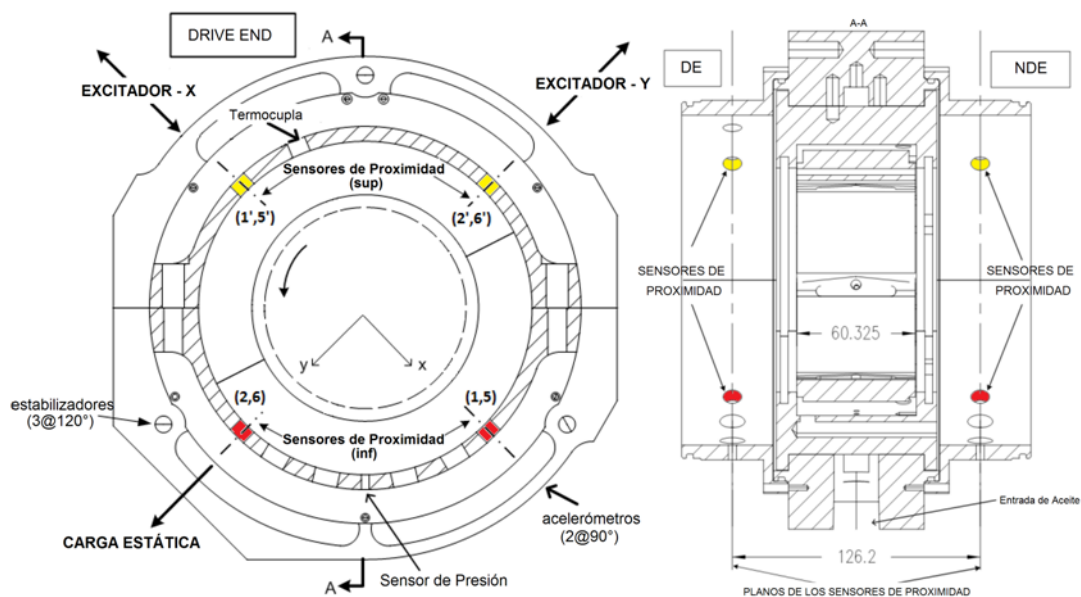 DRIVE END
A
EXCITADOR - X
EXCITADOR - Y
Termocupla
Sensores de Proximidad
(sup)
(1',5')
(2',6')
y
x
(2,6)
(1,5)
estabilizadores
(3@120°)
Sensores de Proximidad
(inf)
CARGA ESTÁTICA
acelerómetros
(2@90°)
A
Sensor de Presión
A-A
DE
NDE
SENSORES DE
PROXIMIDAD
SENSORES DE
PROXIMIDAD
60.325
Entrada de Aceite
126.2
PLANOS DE LOS SENSORES DE PROXIMIDAD